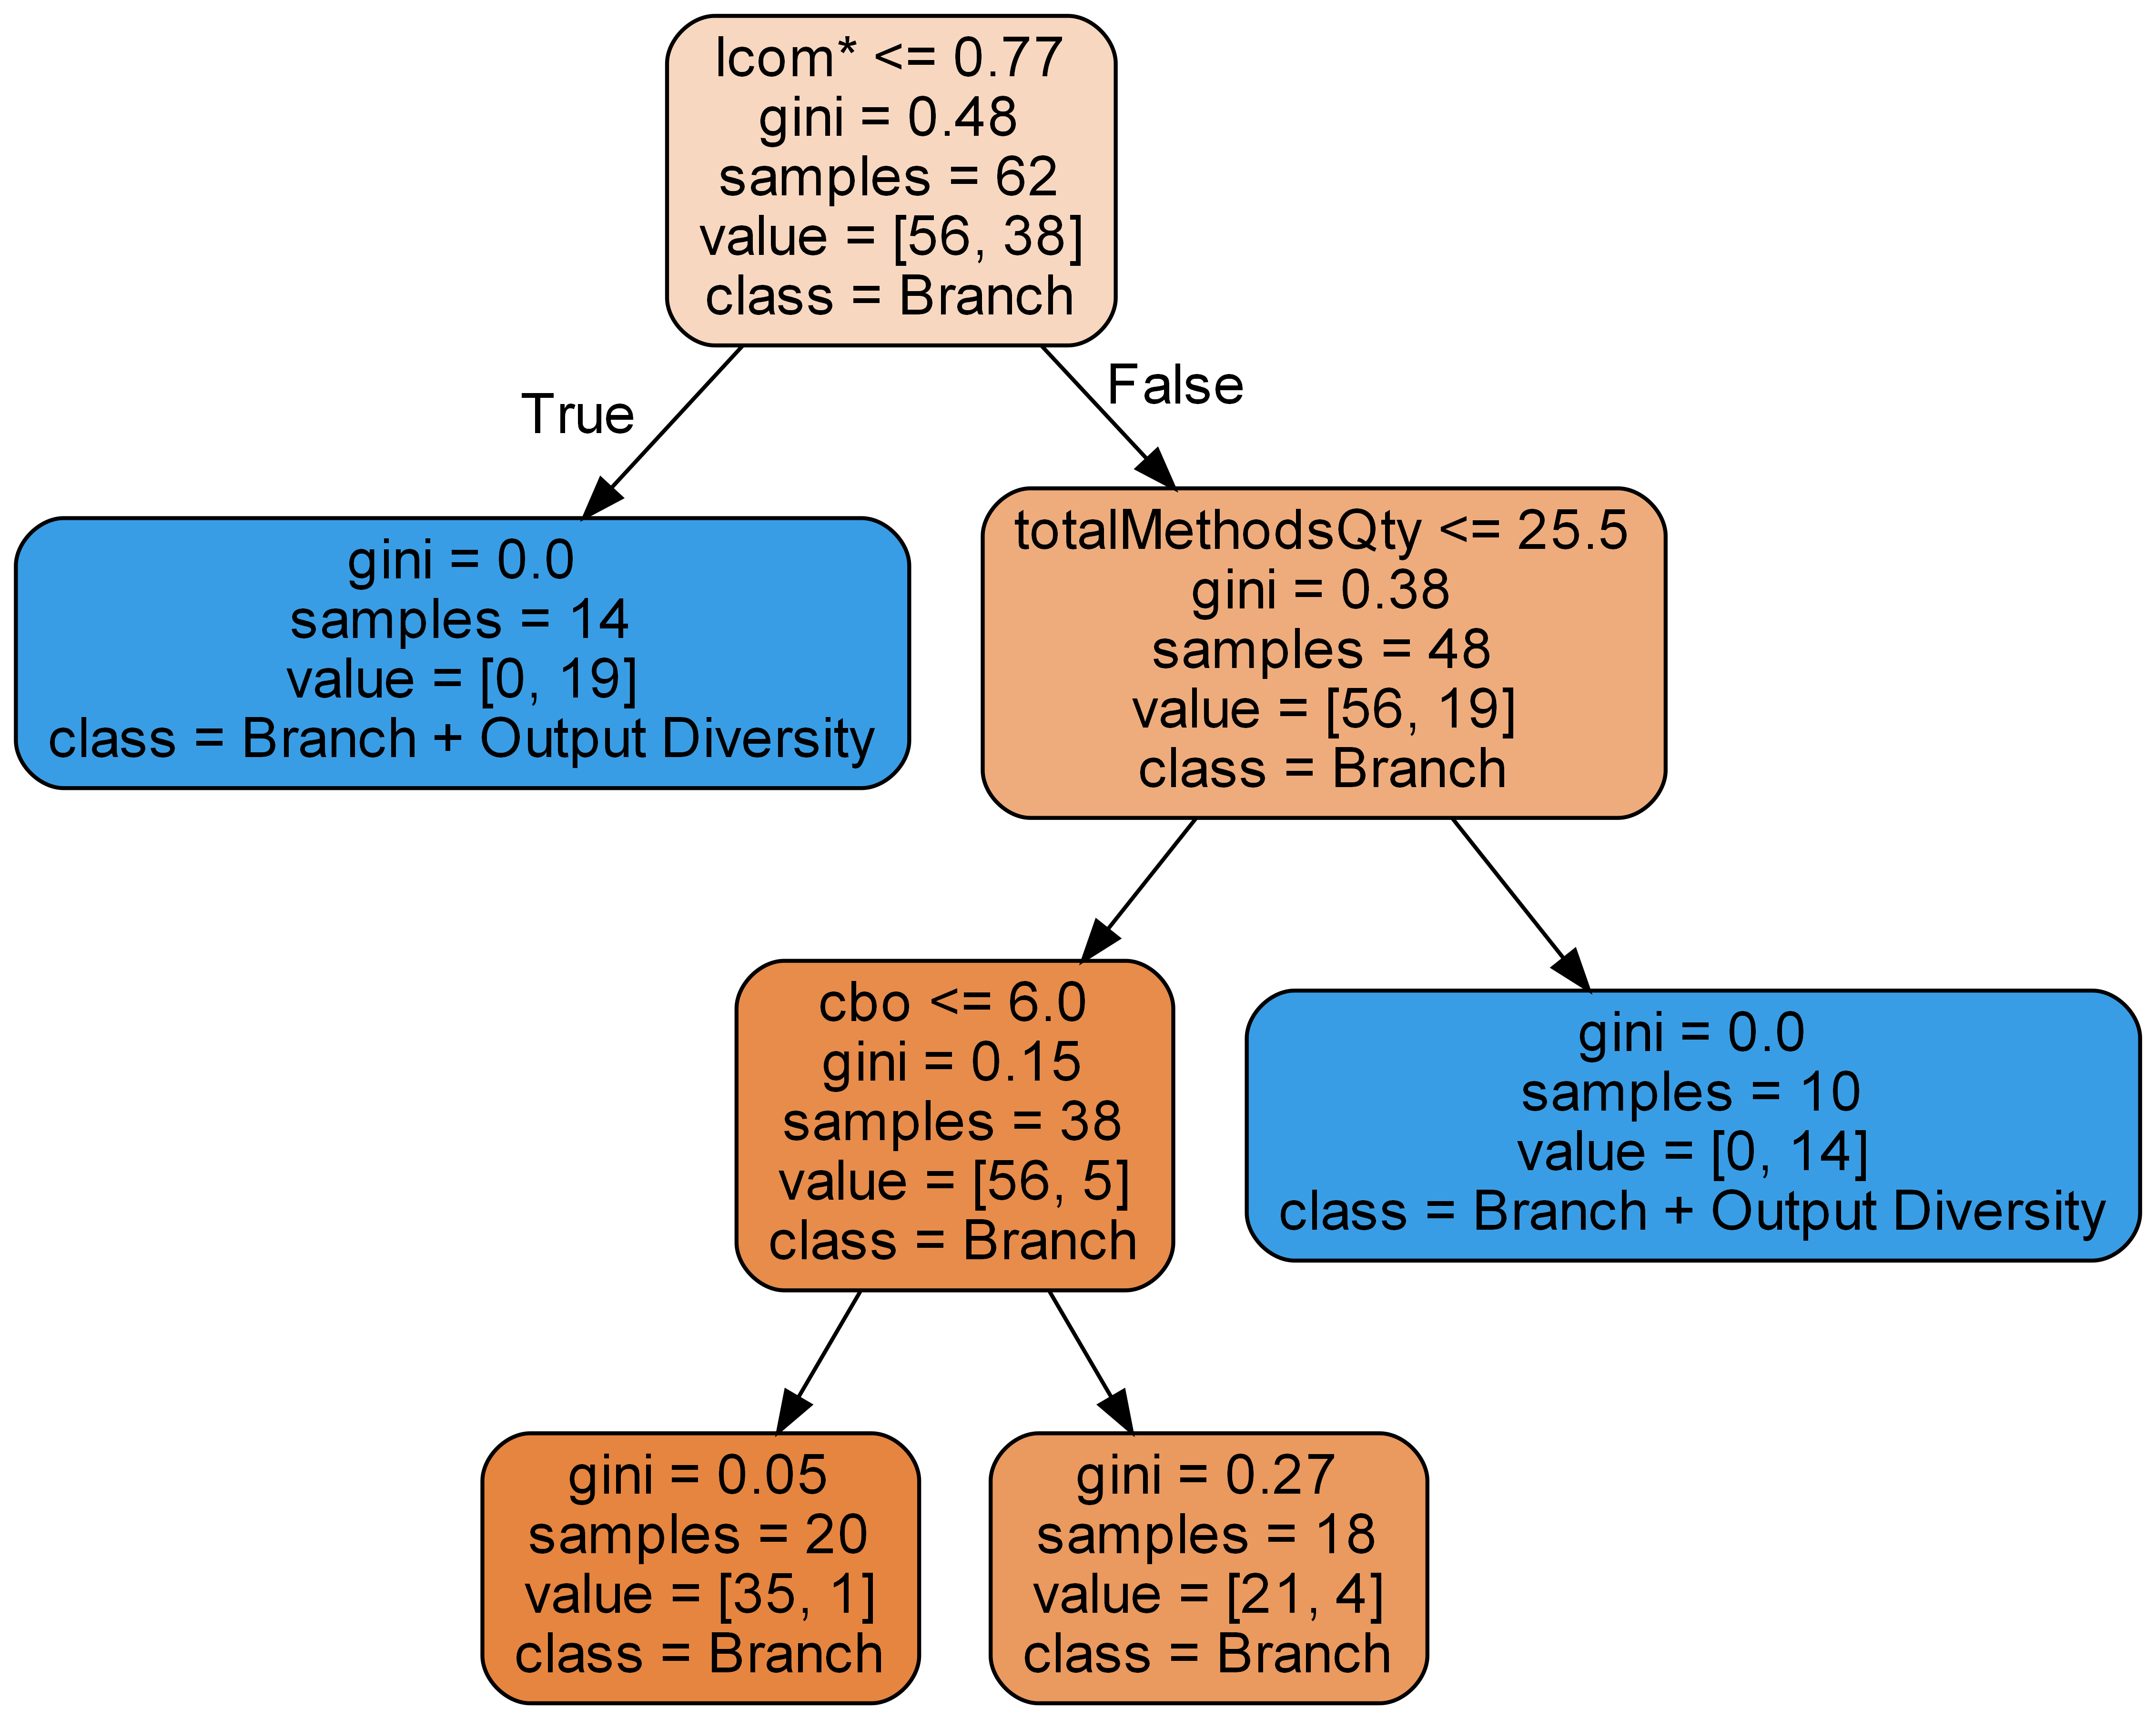 lcom* <= 0.77
gini = 0.48
samples = 62
value = [56, 38]
class = Branch
True
False
gini = 0.0
samples = 14
value = [0, 19]
class = Branch + Output Diversity
totalMethodsQty <= 25.5
gini = 0.38
samples = 48
value = [56, 19]
class = Branch
cbo <= 6.0
gini = 0.15
samples = 38
value = [56, 5]
class = Branch
gini = 0.0
samples = 10
value = [0, 14]
class = Branch + Output Diversity
gini = 0.05
samples = 20
value = [35, 1]
class = Branch
gini = 0.27
samples = 18
value = [21, 4]
class = Branch